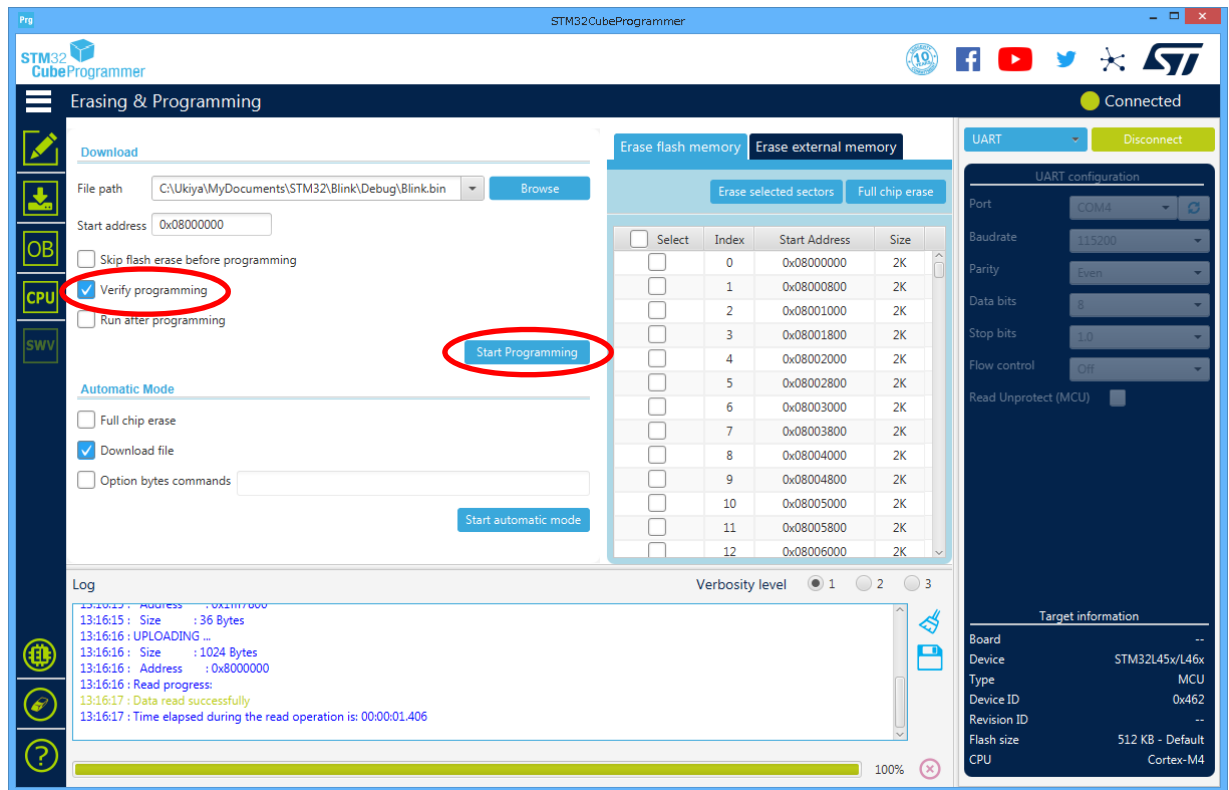 Prg
STM32CubeProgrammer
STM32
CubeProgrammer
10
Erasing & Programming
Connected
Download
File path C:\Ukiya\MyDocuments\STM32\Blink\Debug\Blink.bin Browse
Start address 0x08000000
Skip flash erase before programming
Verify programming
Run after programming
Start Programming
Automatic Mode
Full chip erase
Download file
Option bytes commands
Start automatic mode
OB
CPU
SWV
Erase flash memory Erase external memory
Erase selected sectors Full chip erase
Select Index Start Address Size
0 0x08000000 2K
1 0x08000800 2K
2 0x08001000 2K
3 0x08001800 2K
4 0x08002000 2K
5 0x08002800 2K
6 0x08003000 2K
7 0x08003800 2K
8 0x08004000 2K
9 0x08004800 2K
10 0x08005000 2K
11 0x08005800 2K
12 0x08006000 2K
UART Disconnect
UART configuration
Port COM4
Baudrate 115200
Parity Even
Data bits 8
Stop bits 1.0
Flow control Off
Read Unprotect (MCU)
Log Verbosity level 1 2 3
13:16:15 : Size : 36 Bytes
13:16:16 : UPLOADING ...
13:16:16 : Size : 1024 Bytes
13:16:16 : Address : 0x8000000
13:16:16 : Read progress:
13:16:17 : Data read successfully
13:16:17 : Time elapsed during the read operation is: 00:00:01.406
100%
Target information
Board --
Device STM32L45x/L46x
Type MCU
Device ID 0x462
Revision ID --
Flash size 512 KB - Default
CPU Cortex-M4